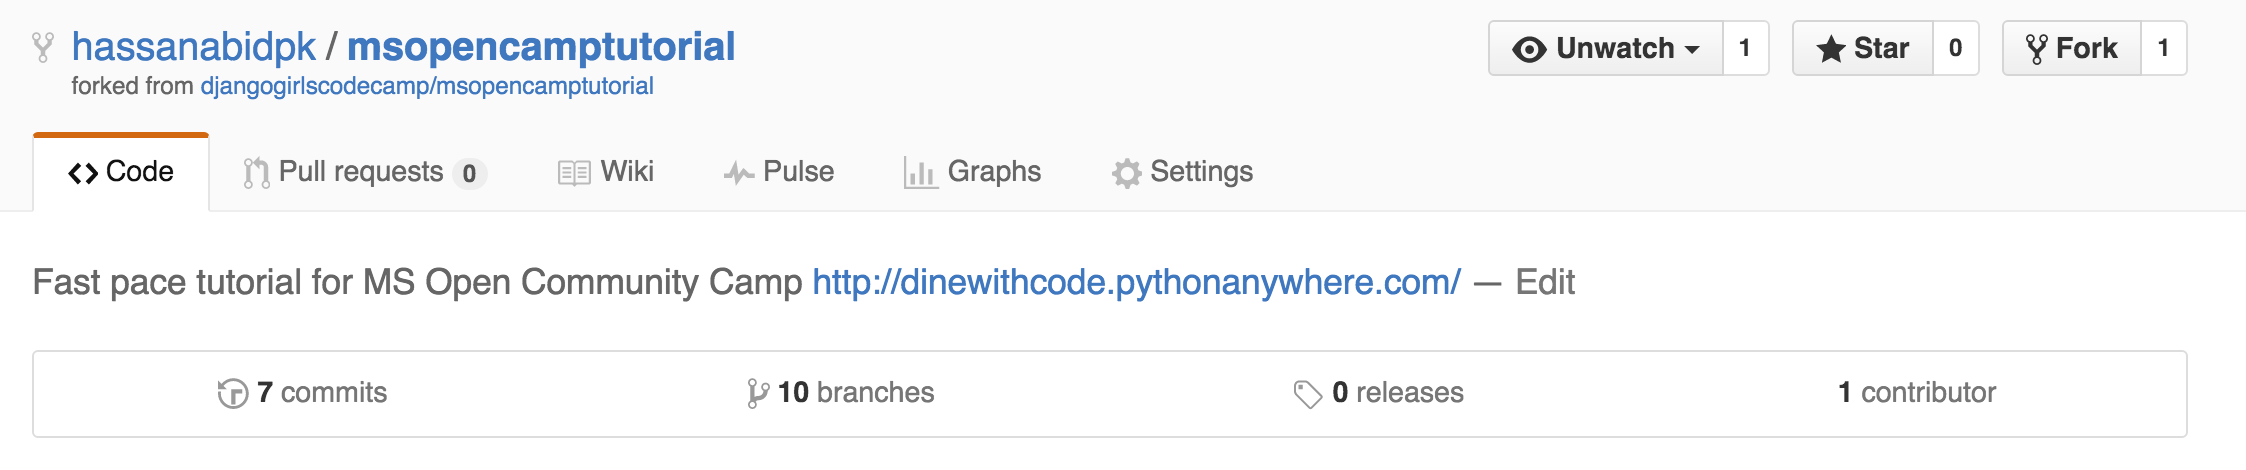 hassanabidpk / msopencamptutorial
forked from djangogirlscodecamp/msopencamptutorial
Unwatch 1 Star 0 Fork 1
Code Pull requests 0 Wiki Pulse Graphs Settings
Fast pace tutorial for MS Open Community Camp http://dinewithcode.pythonanywhere.com/ — Edit
7 commits 10 branches 0 releases 1 contributor